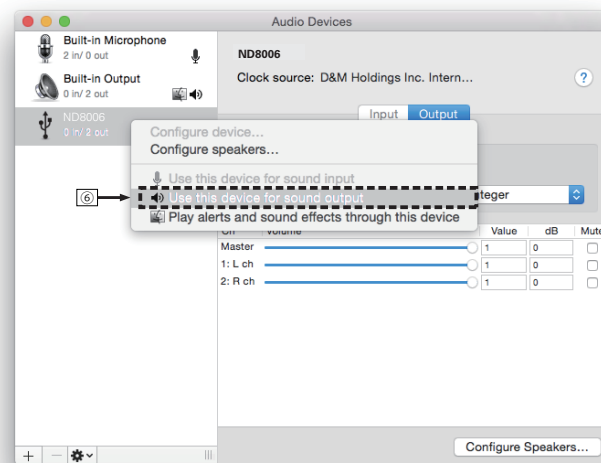 Audio Devices
Built-in Microphone
2 in/ 0 out
Built-in Output
0 in/ 2 out
ND8006
0 in/ 2 out
ND8006
Clock source: D&M Holdings Inc. Intern...
?
Input Output
Configure device...
Configure speakers...
Use this device for sound input
⑥
Use this device for sound output
Play alerts and sound effects through this device
teger
Ch Volume Value dB Mute
Master 1 0
1: L ch 1 0
2: R ch 1 0
Configure Speakers...